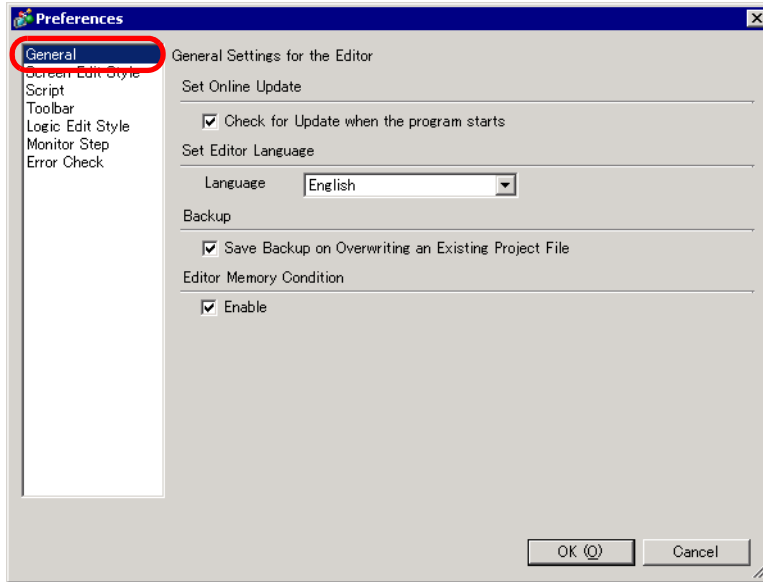 Preferences
General
Screen Edit Style
Script
Toolbar
Logic Edit Style
Monitor Step
Error Check
General Settings for the Editor
Set Online Update
Check for Update when the program starts
Set Editor Language
Language English
Backup
Save Backup on Overwriting an Existing Project File
Editor Memory Condition
Enable
OK (O) Cancel